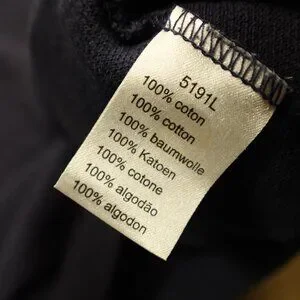 5191L
100% coton
100% cotton
100% baumwolle
100% Katoen
100% cotone
100% algodão
100% algodon